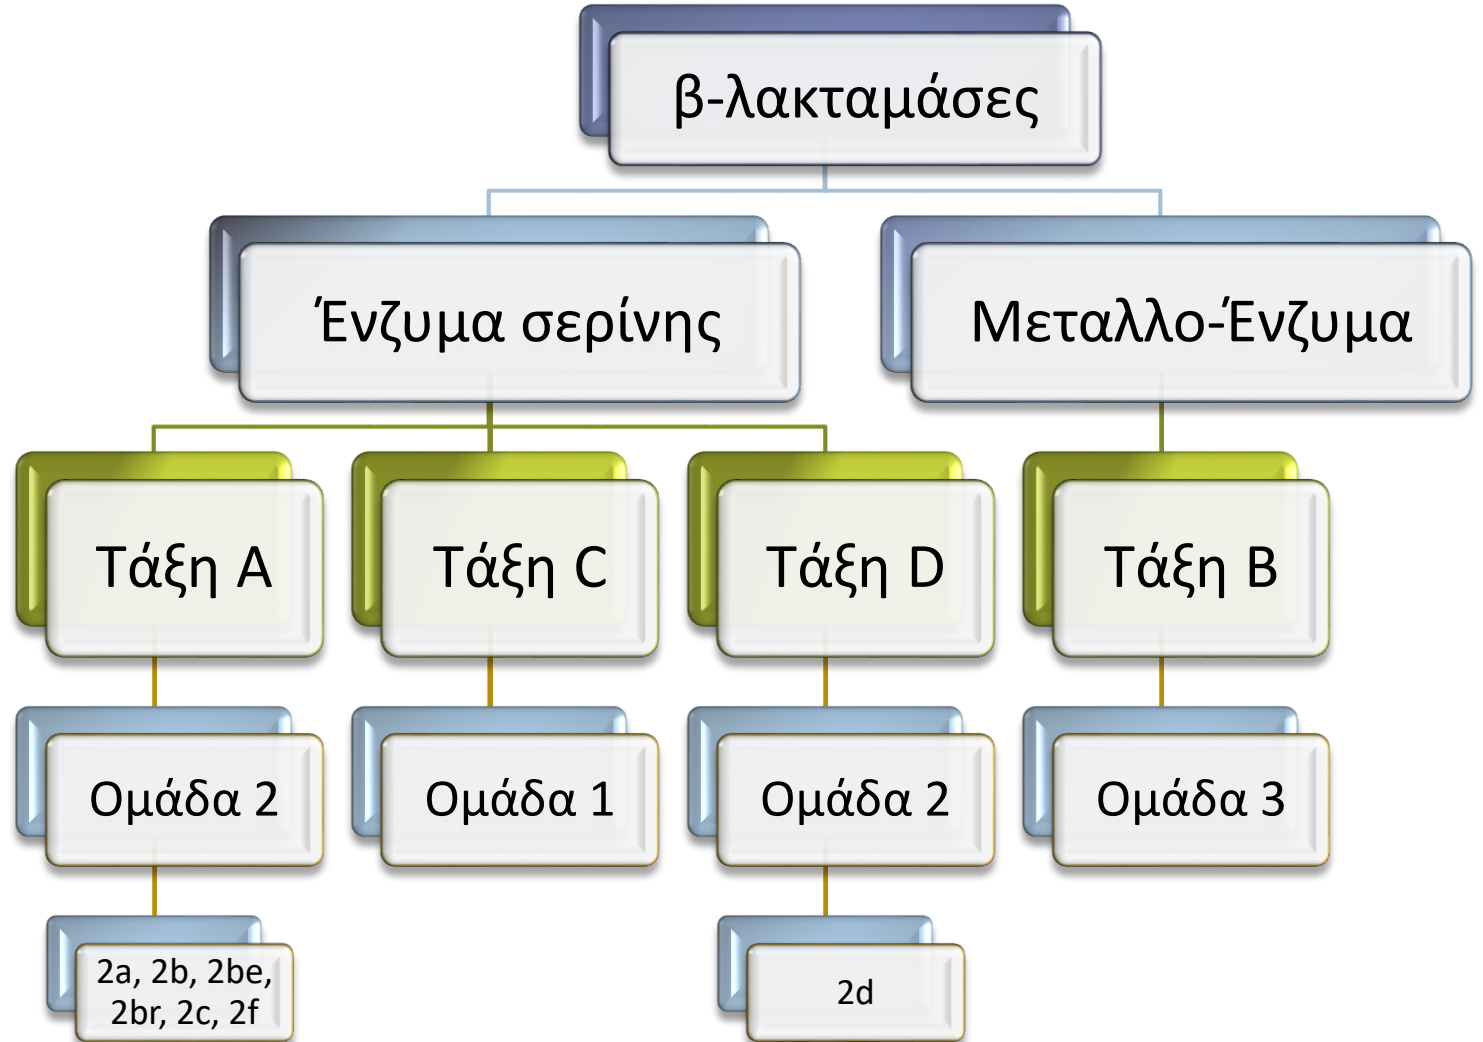 β-λακταμάσες
Ένζυμα σερίνης
Μεταλλο-Ένζυμα
Τάξη A
Τάξη C
Τάξη D
Τάξη B
Ομάδα 2
Ομάδα 1
Ομάδα 2
Ομάδα 3
2a, 2b, 2be,
2br, 2c, 2f
2d